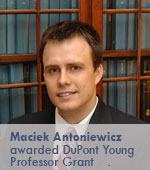 Maciek Antoniewicz
awarded DuPont Young
Professor Grant